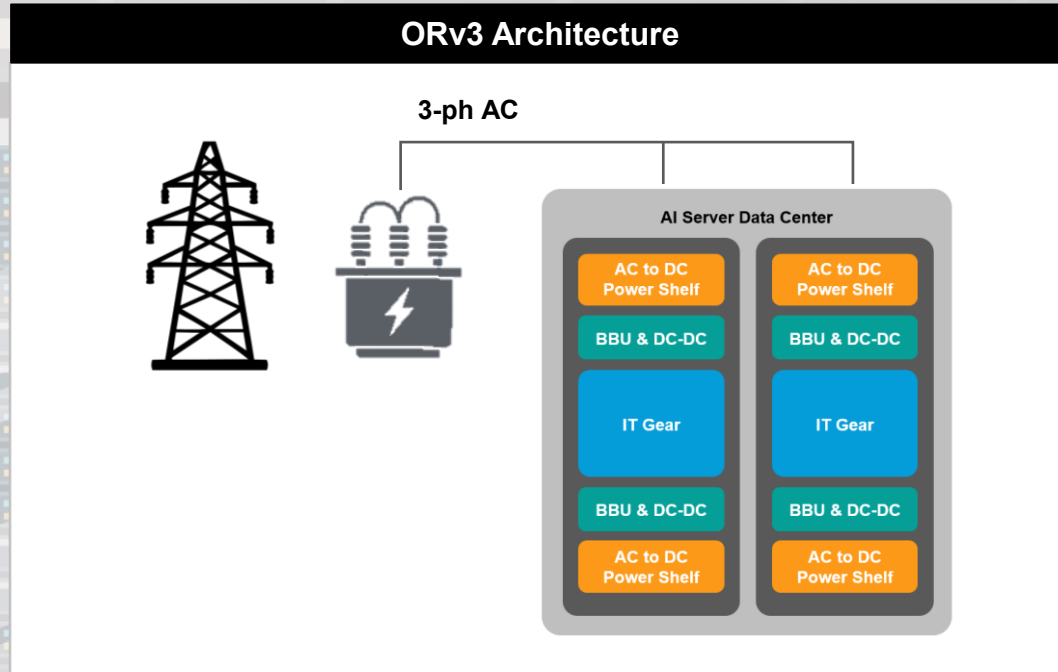 ORv3 Architecture
3-ph AC
AI Server Data Center
AC to DC
Power Shelf
BBU & DC-DC
IT Gear
BBU & DC-DC
AC to DC
Power Shelf
AC to DC
Power Shelf
BBU & DC-DC
IT Gear
BBU & DC-DC
AC to DC
Power Shelf